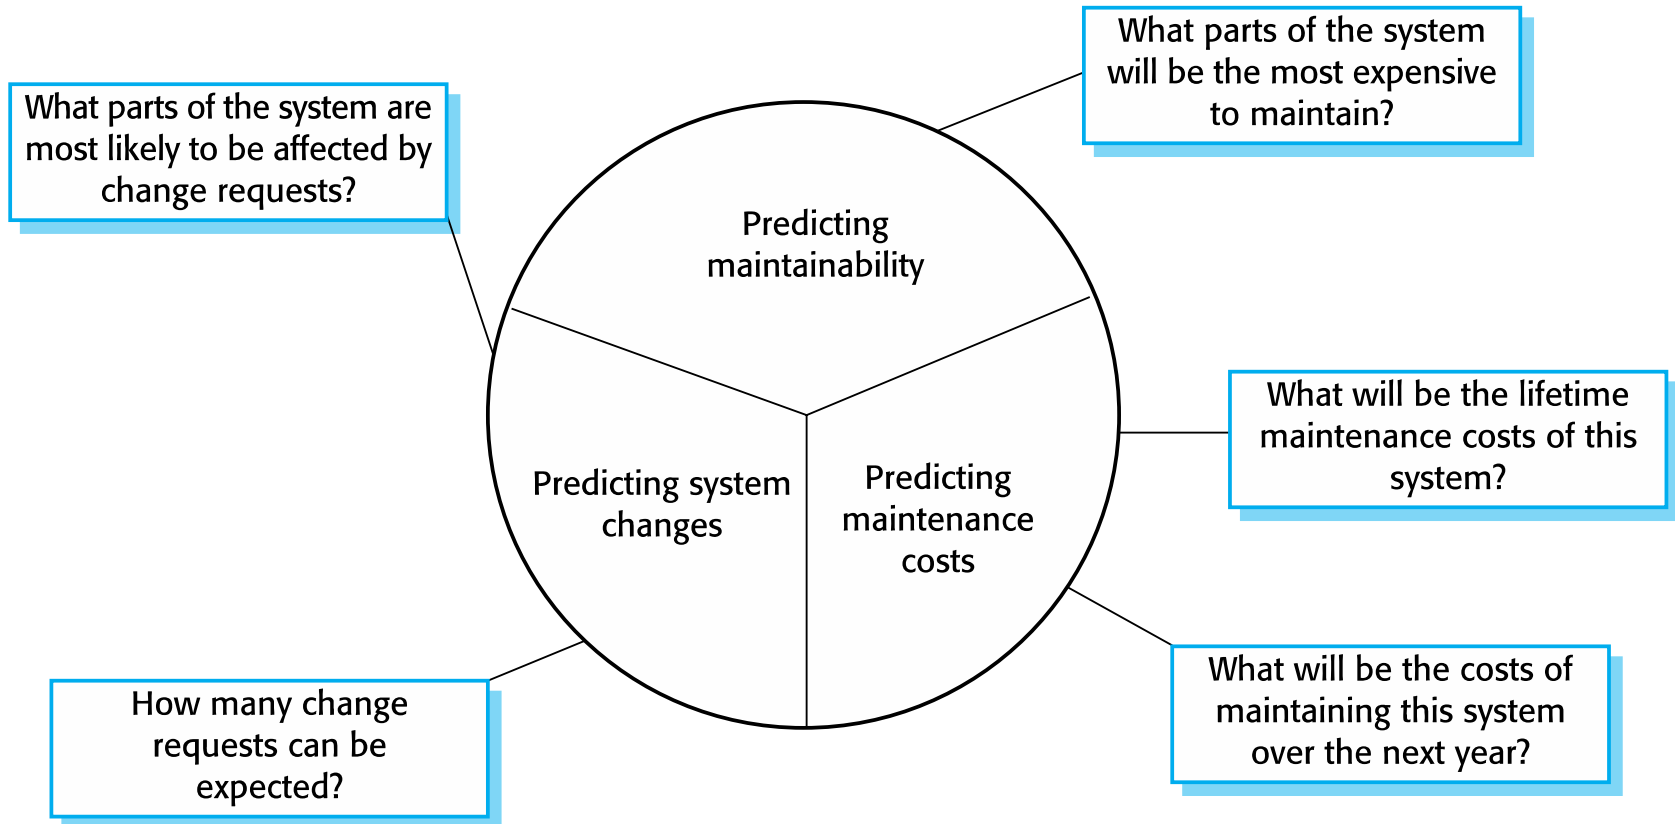 What parts of the system
will be the most expensive
to maintain?
What parts of the system are
most likely to be affected by
change requests?
Predicting
maintainability
What will be the lifetime
maintenance costs of this
system?
Predicting system
changes
Predicting
maintenance
costs
What will be the costs of
maintaining this system
over the next year?
How many change
requests can be
expected?